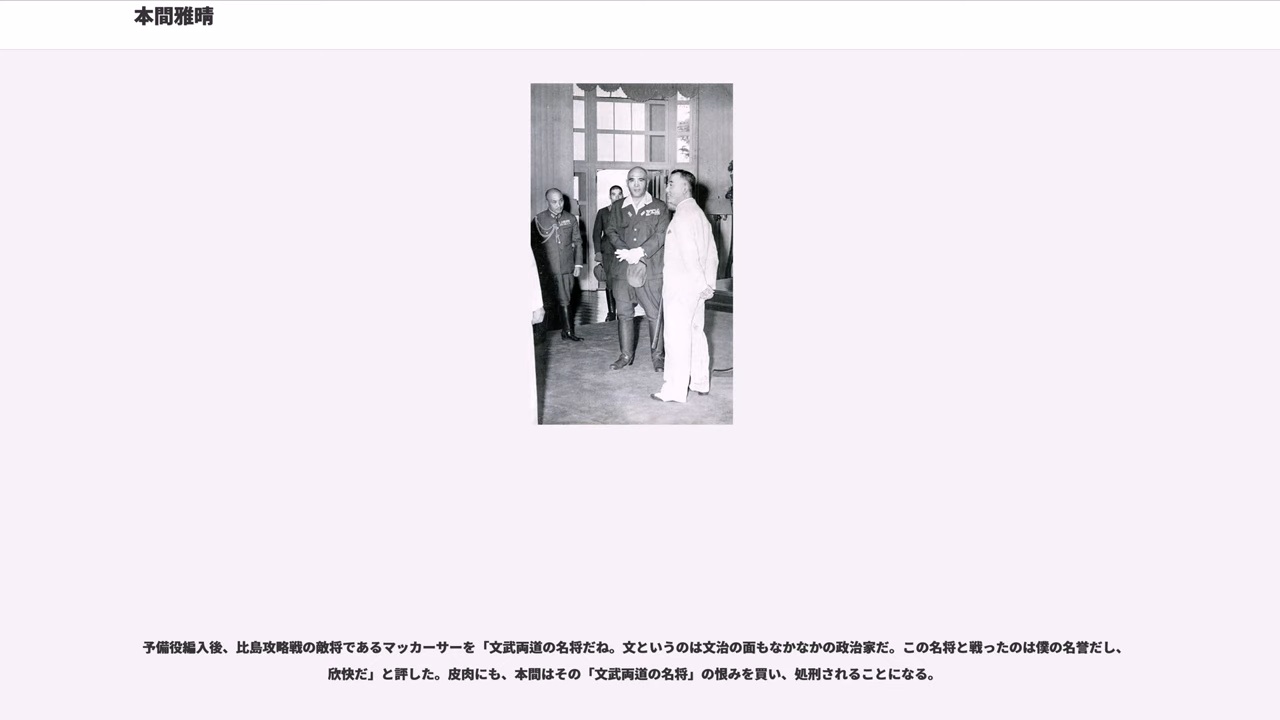 本間雅晴
予備役編入後、比島攻略戦の敵将であるマッカーサーを「文武両道の名将だね。文というのは文治の面もなかなかの政治家だ。この名将と戦ったのは僕の名誉だし、
欣快だ」と評した。皮肉にも、本間はその「文武両道の名将」の恨みを買い、処刑されることになる。